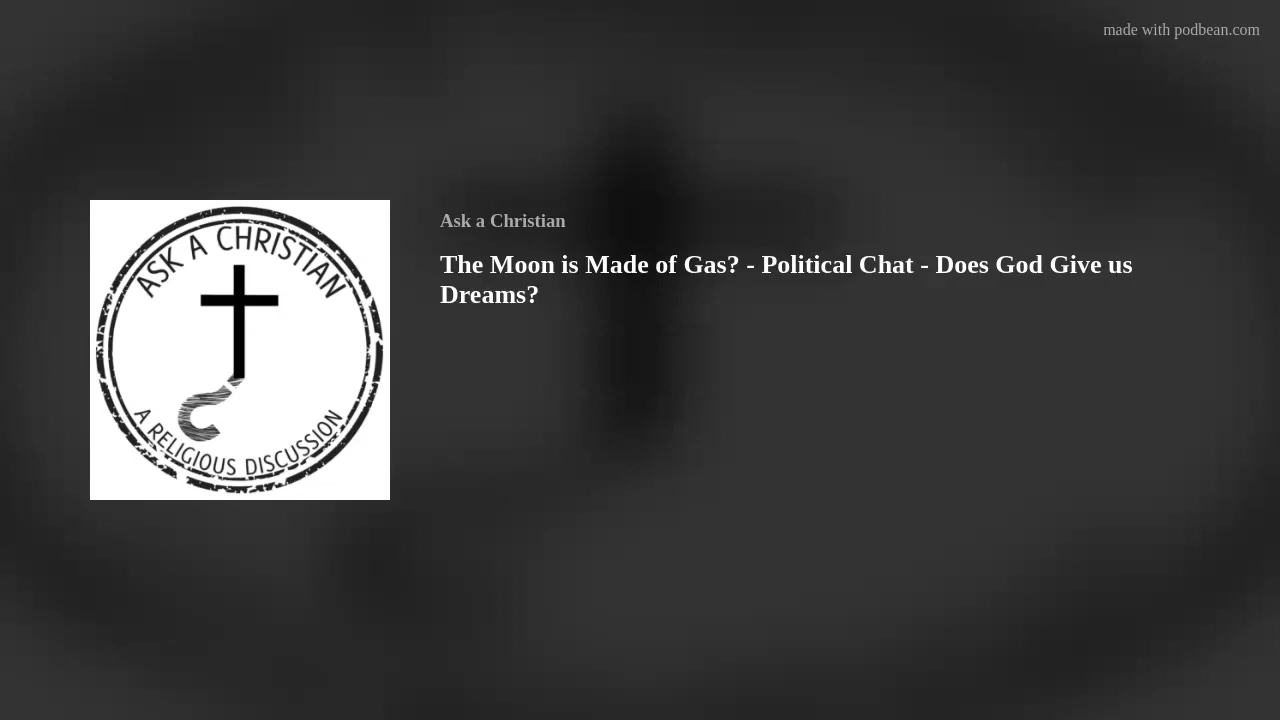 made with podbean.com
ASK A CHRISTIAN
A RELIGIOUS DISCUSSION
Ask a Christian
The Moon is Made of Gas? - Political Chat - Does God Give us
Dreams?